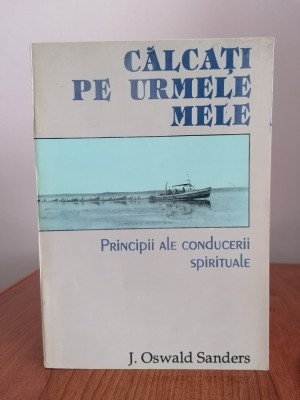 CĂLCAȚI
PE URMELE
MELE
Principii ale conducerii
spirituale
J. Oswald Sanders